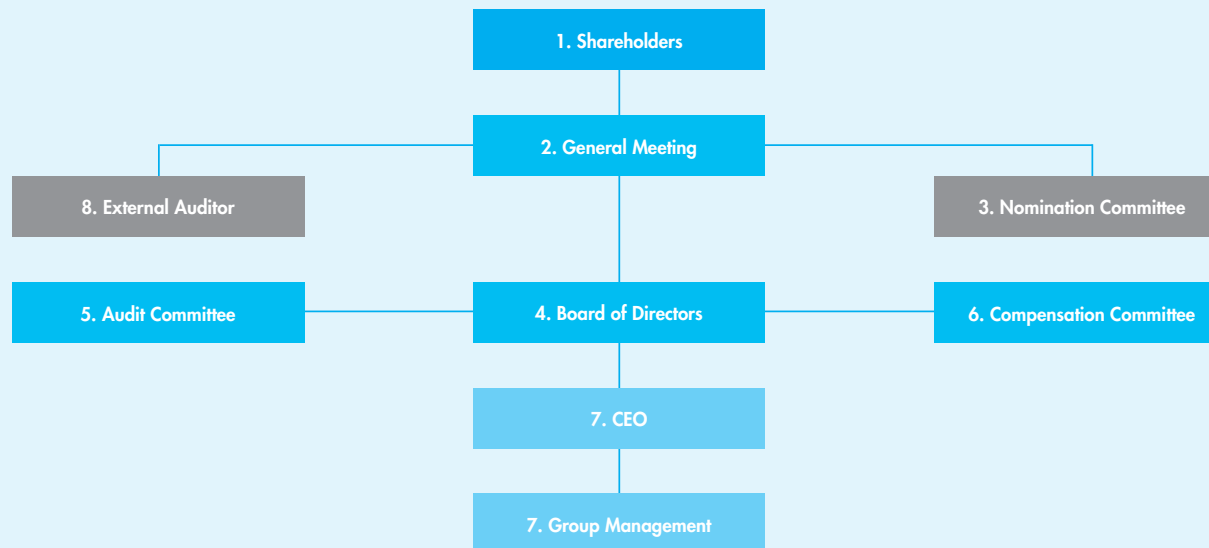 1. Shareholders
2. General Meeting
8. External Auditor
3. Nomination Committee
5. Audit Committee
4. Board of Directors
6. Compensation Committee
7. CEO
7. Group Management